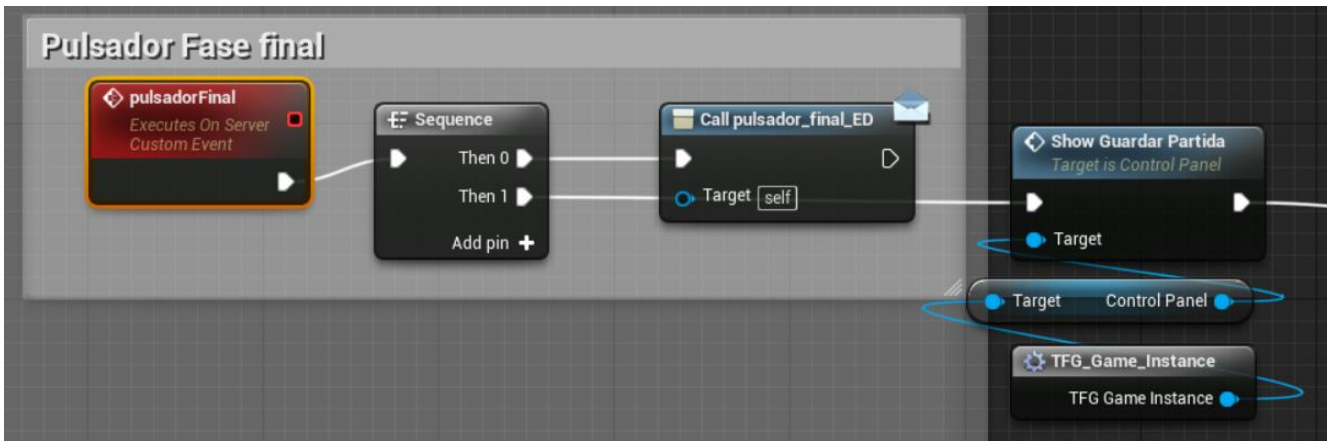 Pulsador Fase final
pulsadorFinal
Executes On Server
Custom Event
Sequence
Then 0
Then 1
Add pin
Call pulsador_final_ED
Target self
Show Guardar Partida
Target is Control Panel
Target
Target Control Panel
TFG_Game_Instance
TFG Game Instance